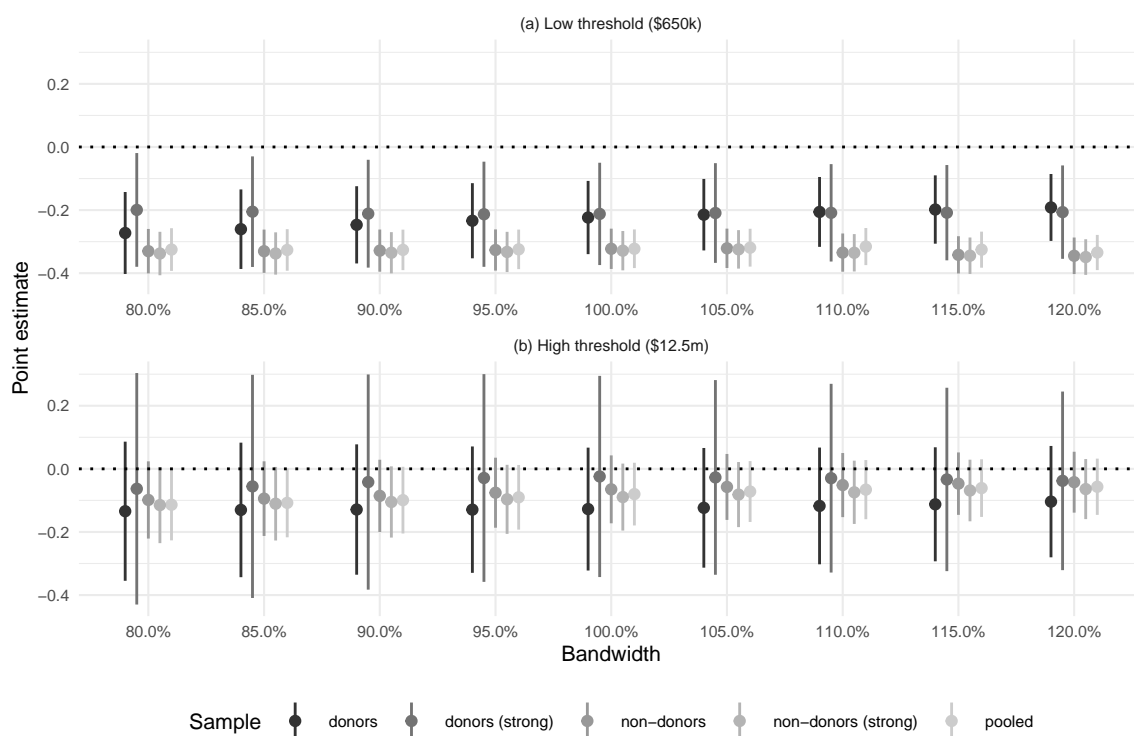 (a) Low threshold ($650k)
0.2
0.0
−0.2
−0.4
80.0% 85.0% 90.0% 95.0% 100.0% 105.0% 110.0% 115.0% 120.0%
Point estimate
(b) High threshold ($12.5m)
0.2
0.0
−0.2
−0.4
80.0% 85.0% 90.0% 95.0% 100.0% 105.0% 110.0% 115.0% 120.0%
Bandwidth
Sample donors donors (strong) non−donors non−donors (strong) pooled